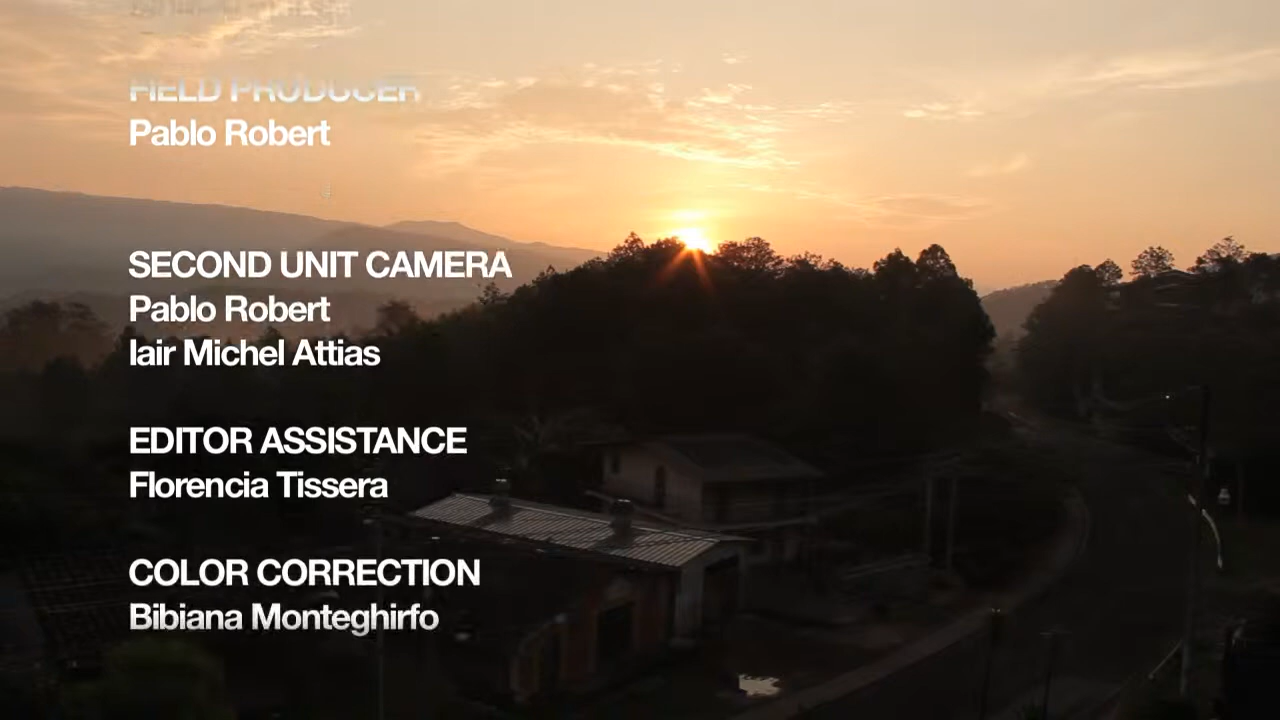 FIELD PRODUCER
Pablo Robert
SECOND UNIT CAMERA
Pablo Robert
Iair Michel Attias
EDITOR ASSISTANCE
Florencia Tissera
COLOR CORRECTION
Bibiana Monteghirfo